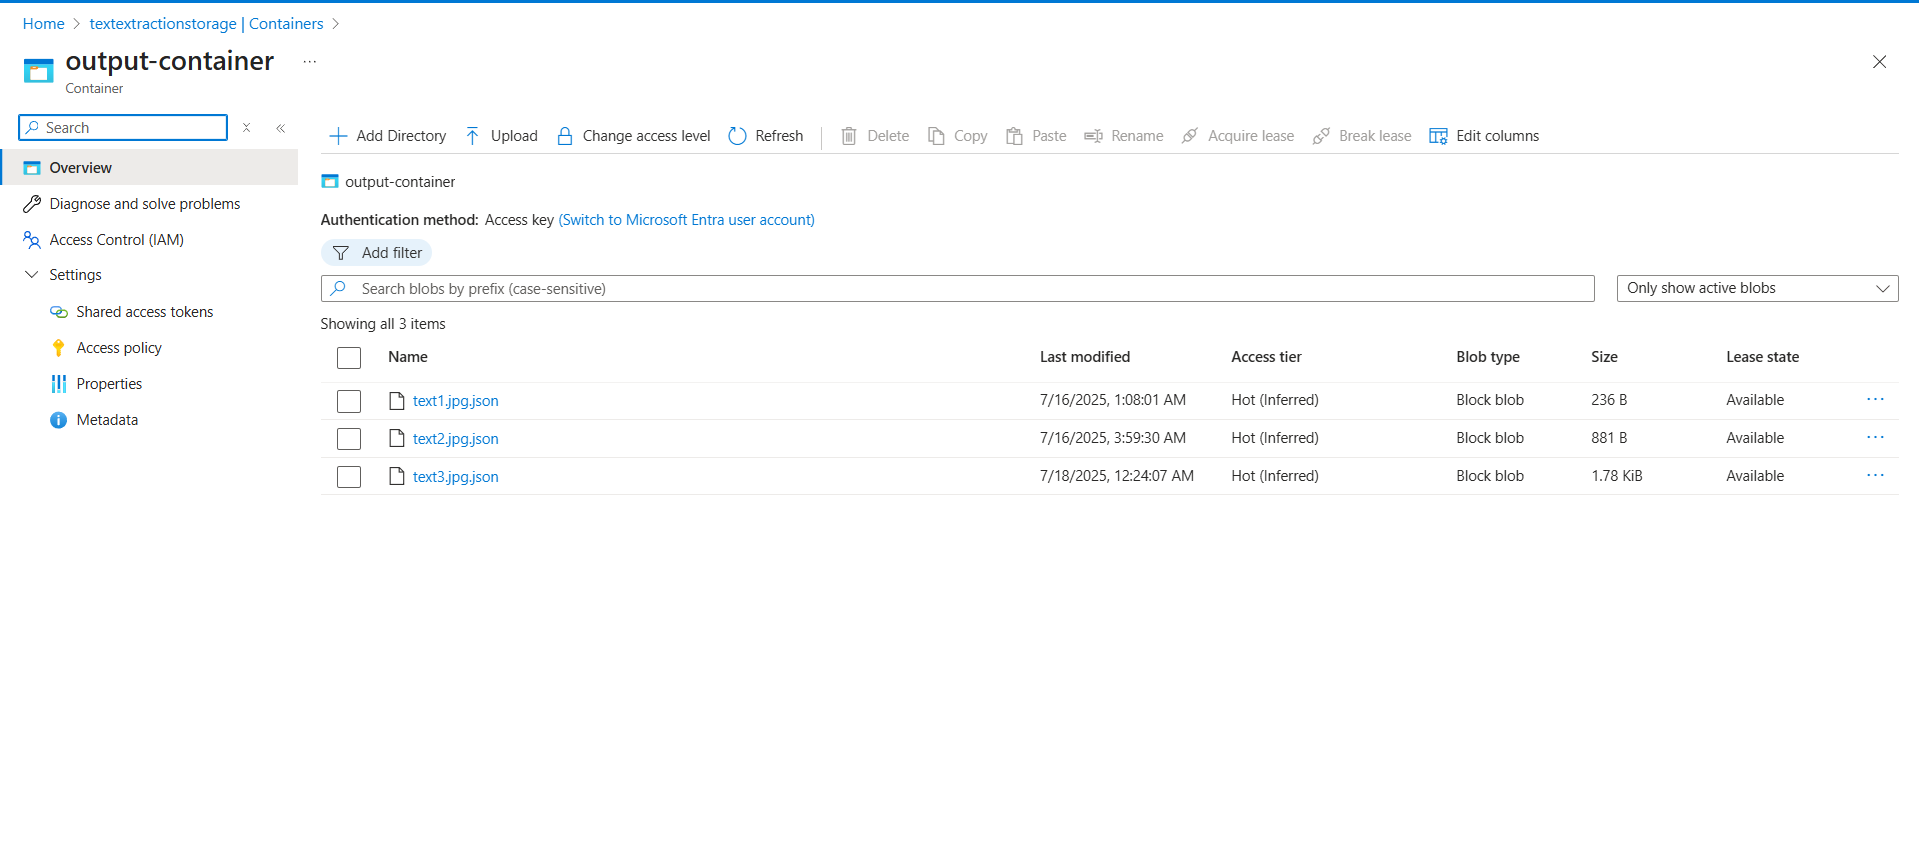 Home > textextractionstorage | Containers >
output-container ...
Container
Search
Overview
Diagnose and solve problems
Access Control (IAM)
Settings
Shared access tokens
Access policy
Properties
Metadata
Add Directory Upload Change access level Refresh Delete Copy Paste Rename Acquire lease Break lease Edit columns
output-container
Authentication method: Access key (Switch to Microsoft Entra user account)
Add filter
Search blobs by prefix (case-sensitive) Only show active blobs
Showing all 3 items
Name Last modified Access tier Blob type Size Lease state
text1.jpg.json 7/16/2025, 1:08:01 AM Hot (Inferred) Block blob 236 B Available ...
text2.jpg.json 7/16/2025, 3:59:30 AM Hot (Inferred) Block blob 881 B Available ...
text3.jpg.json 7/18/2025, 12:24:07 AM Hot (Inferred) Block blob 1.78 KiB Available ...